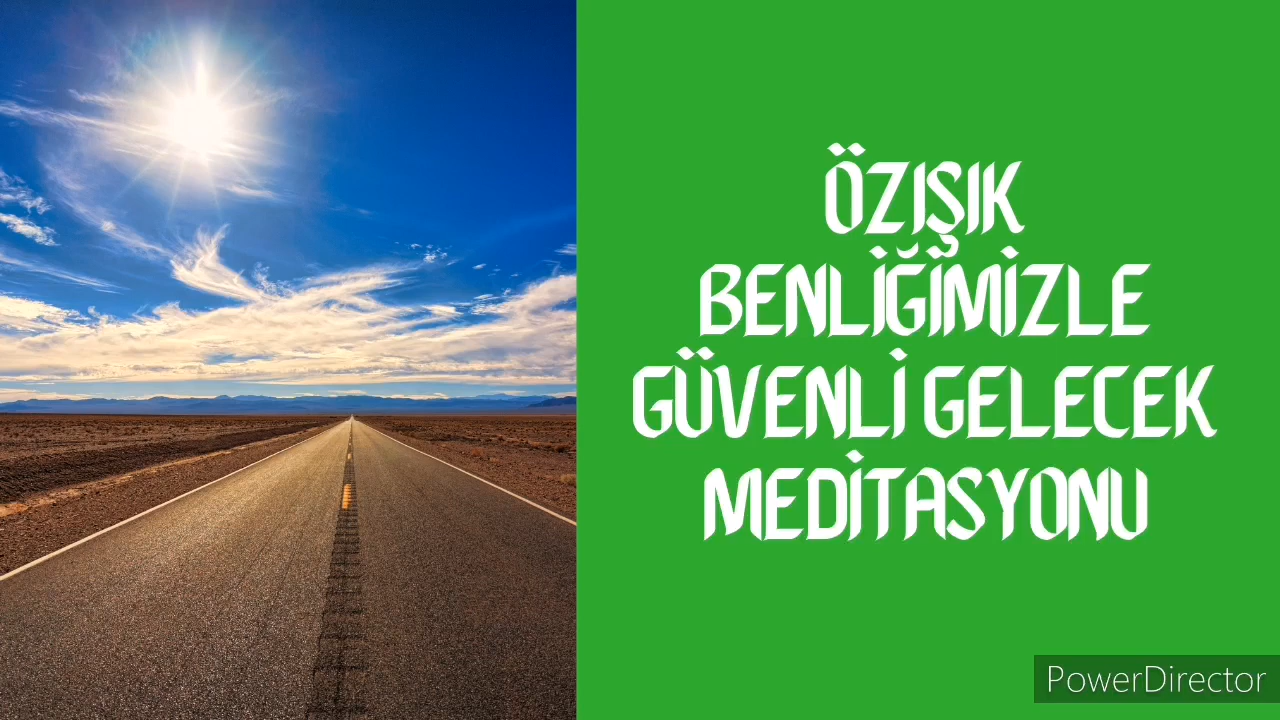 ÖZIŞIK
BENLİĞİMİZLE
GÜVENLİ GELECEK
MEDİTASYONU
PowerDirector